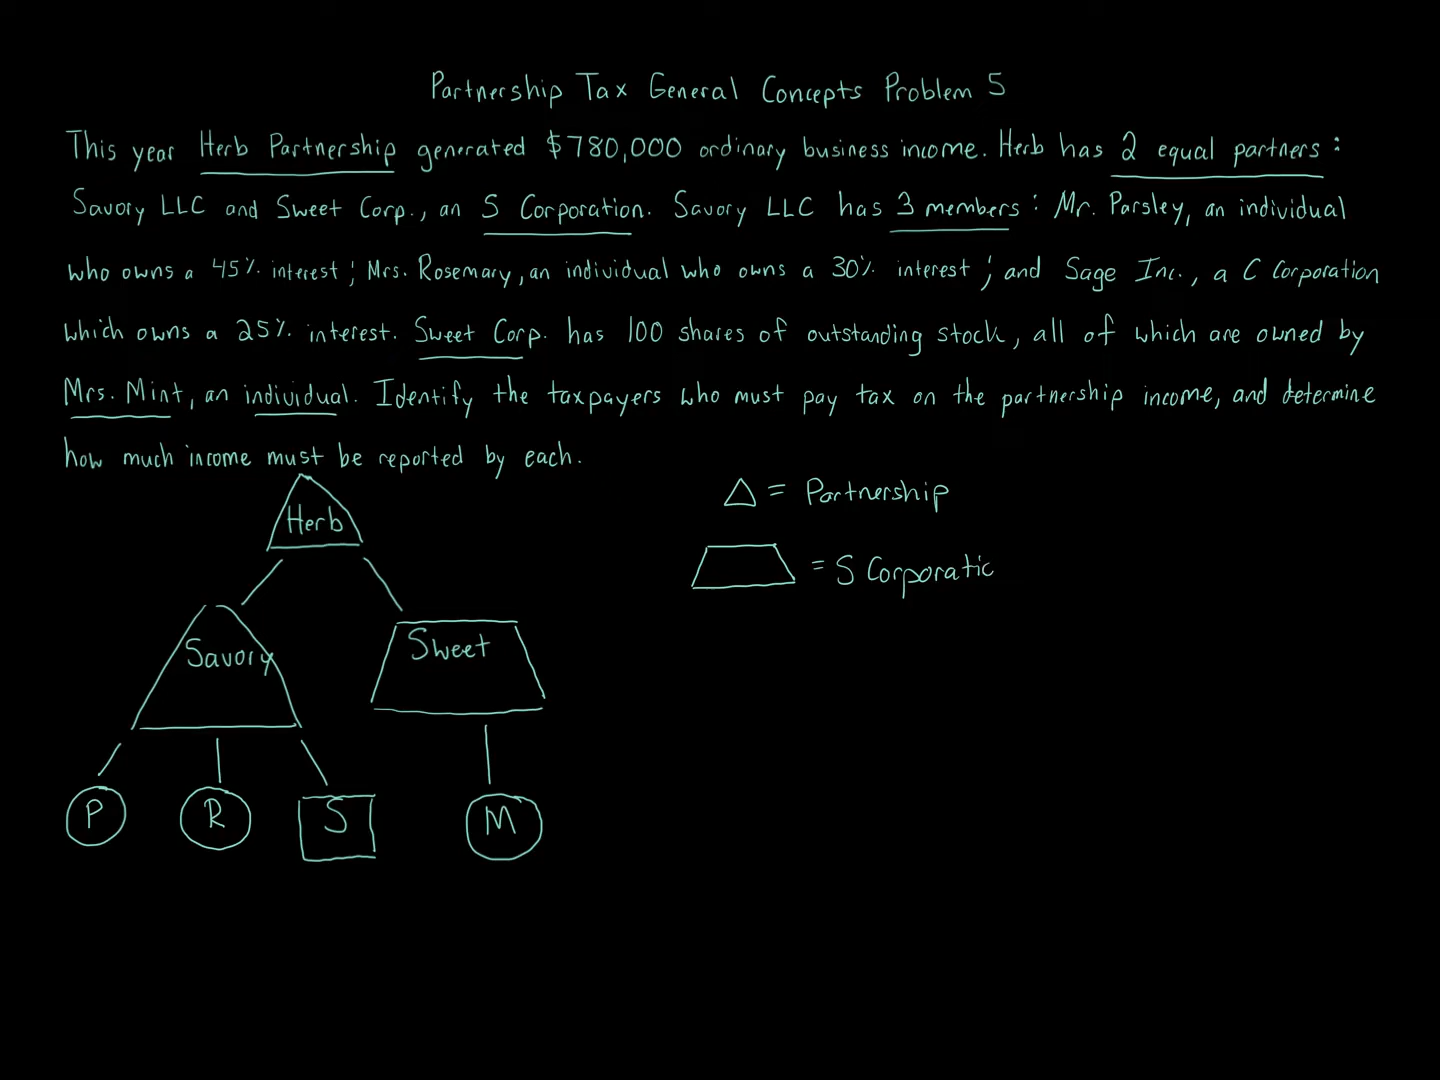 Partnership Tax General Concepts Problem 5
This year Herb Partnership generated $780,000 ordinary business income. Herb has 2 equal partners:
Savory LLC and Sweet Corp., an S Corporation. Savory LLC has 3 members: Mr. Parsley, an individual
who owns a 45% interest; Mrs. Rosemary, an individual who owns a 30% interest; and Sage Inc., a C Corporation
which owns a 25% interest. Sweet Corp. has 100 shares of outstanding stock, all of which are owned by
Mrs. Mint, an individual. Identify the taxpayers who must pay tax on the partnership income, and determine
how much income must be reported by each.
Herb
= Partnership
= S Corporatic
Savory
Sweet
P
R
S
M